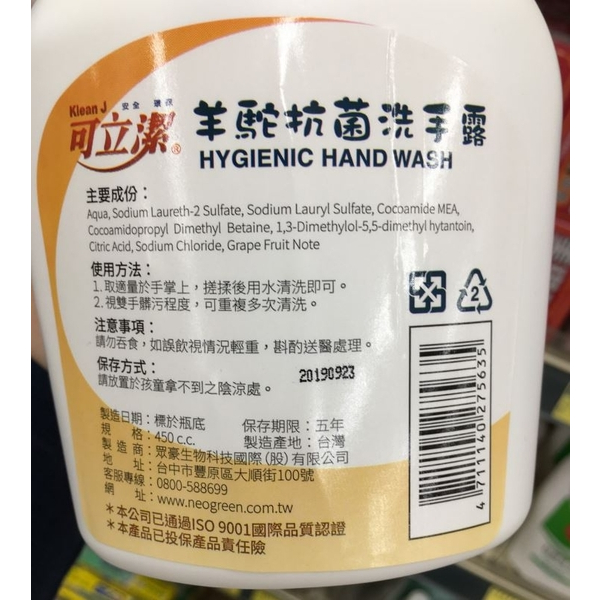 Klean J 安全 環保
可立潔®
羊駝抗菌洗手露
HYGIENIC HAND WASH
主要成份：
Aqua, Sodium Laureth-2 Sulfate, Sodium Lauryl Sulfate, Cocoamide MEA,
Cocoamidopropyl Dimethyl Betaine, 1,3-Dimethylol-5,5-dimethyl hytantoin,
Citric Acid, Sodium Chloride, Grape Fruit Note
使用方法：
1. 取適量於手掌上，搓揉後用水清洗即可。
2. 視雙手髒污程度，可重複多次清洗。
注意事項：
請勿吞食，如誤飲視情況輕重，斟酌送醫處理。
保存方式：
請放置於孩童拿不到之陰涼處。
20190923
2
製造日期：標於瓶底 保存期限：五年
規格：450 c.c. 製造產地：台灣
製造商：眾豪生物科技國際(股)有限公司
地址：台中市豐原區大順街100號
客服專線：0800-588699
網址：www.neogreen.com.tw
＊本公司已通過ISO 9001國際品質認證
＊本產品已投保產品責任險
4 711140 275635